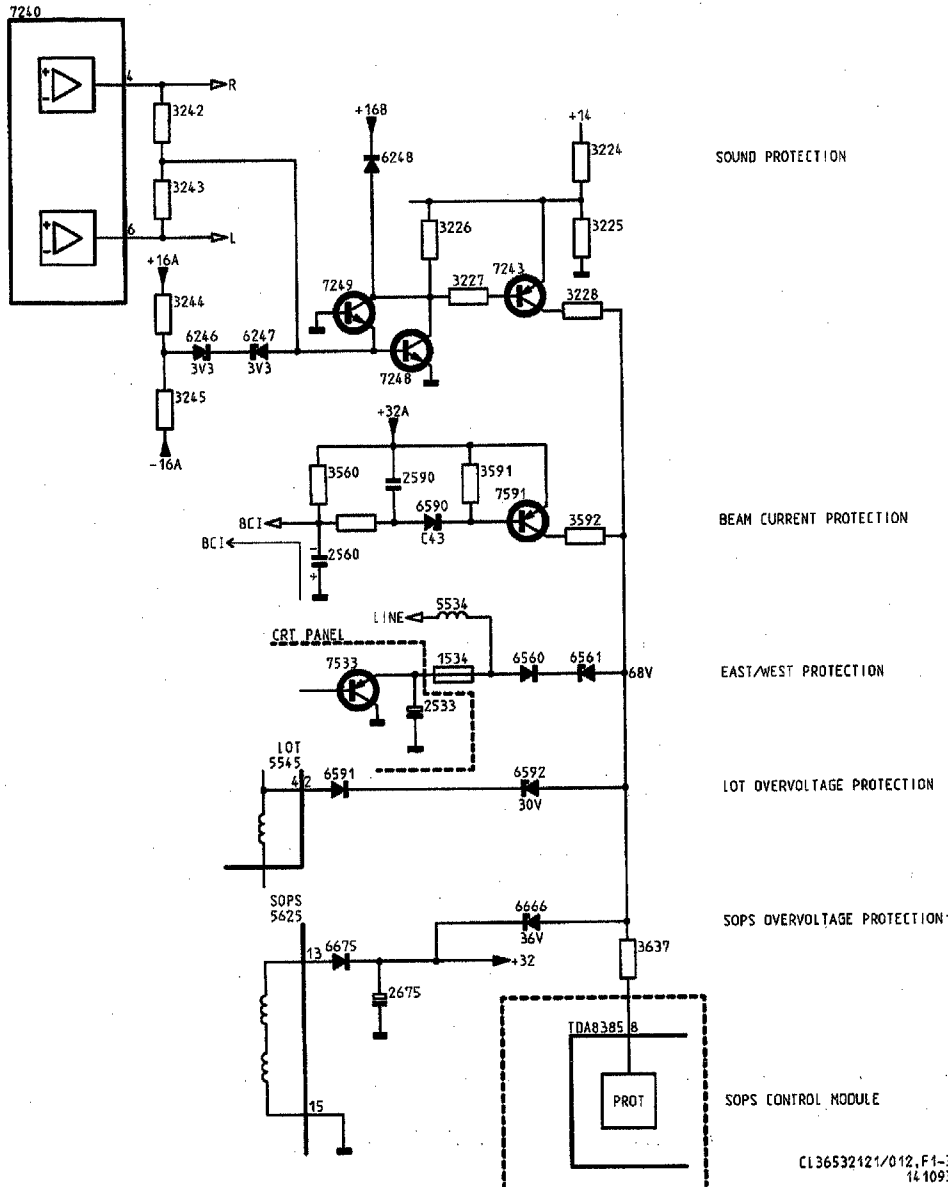 7240
4
R
3242
3243
6
L
+16A
3244
6246
6247
3V3
3V3
3245
-16A
+16B
6248
7249
3226
7248
3227
7243
+14
3224
3225
3228
SOUND PROTECTION
+32A
3560
2590
3591
7591
6590
C43
3592
BCI
BCI
- 2560
+
BEAM CURRENT PROTECTION
LINE
5534
CRT PANEL
7533
1534
6560
6561
68V
2533
EAST/WEST PROTECTION
LOT
5545
42
6591
6592
30V
LOT OVERVOLTAGE PROTECTION
SOPS
5625
13
6675
6666
36V
+32
2675
15
SOPS OVERVOLTAGE PROTECTION
3637
TDA8385
8
PROT
SOPS CONTROL MODULE
CL36532121/012,F1-
14109